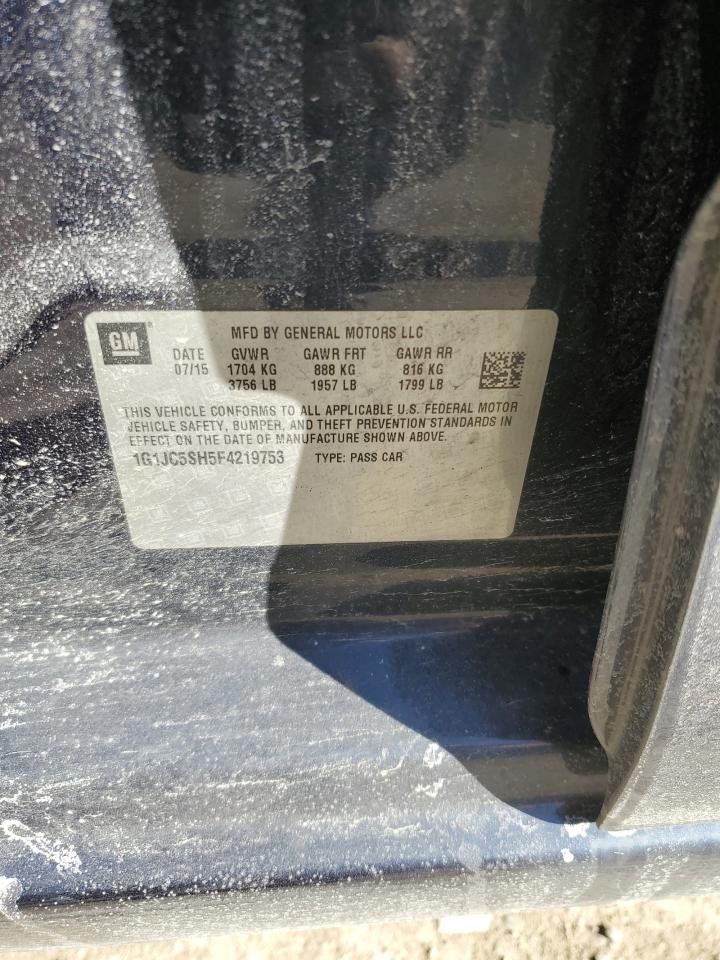 GM MFD BY GENERAL MOTORS LLC
DATE GVWR GAWR FRT GAWR RR
07/15 1704 KG 888 KG 816 KG
3756 LB 1957 LB 1799 LB
THIS VEHICLE CONFORMS TO ALL APPLICABLE U.S. FEDERAL MOTOR
VEHICLE SAFETY, BUMPER, AND THEFT PREVENTION STANDARDS IN
EFFECT ON THE DATE OF MANUFACTURE SHOWN ABOVE.
1G1JC5SH5F4219753 TYPE: PASS CAR